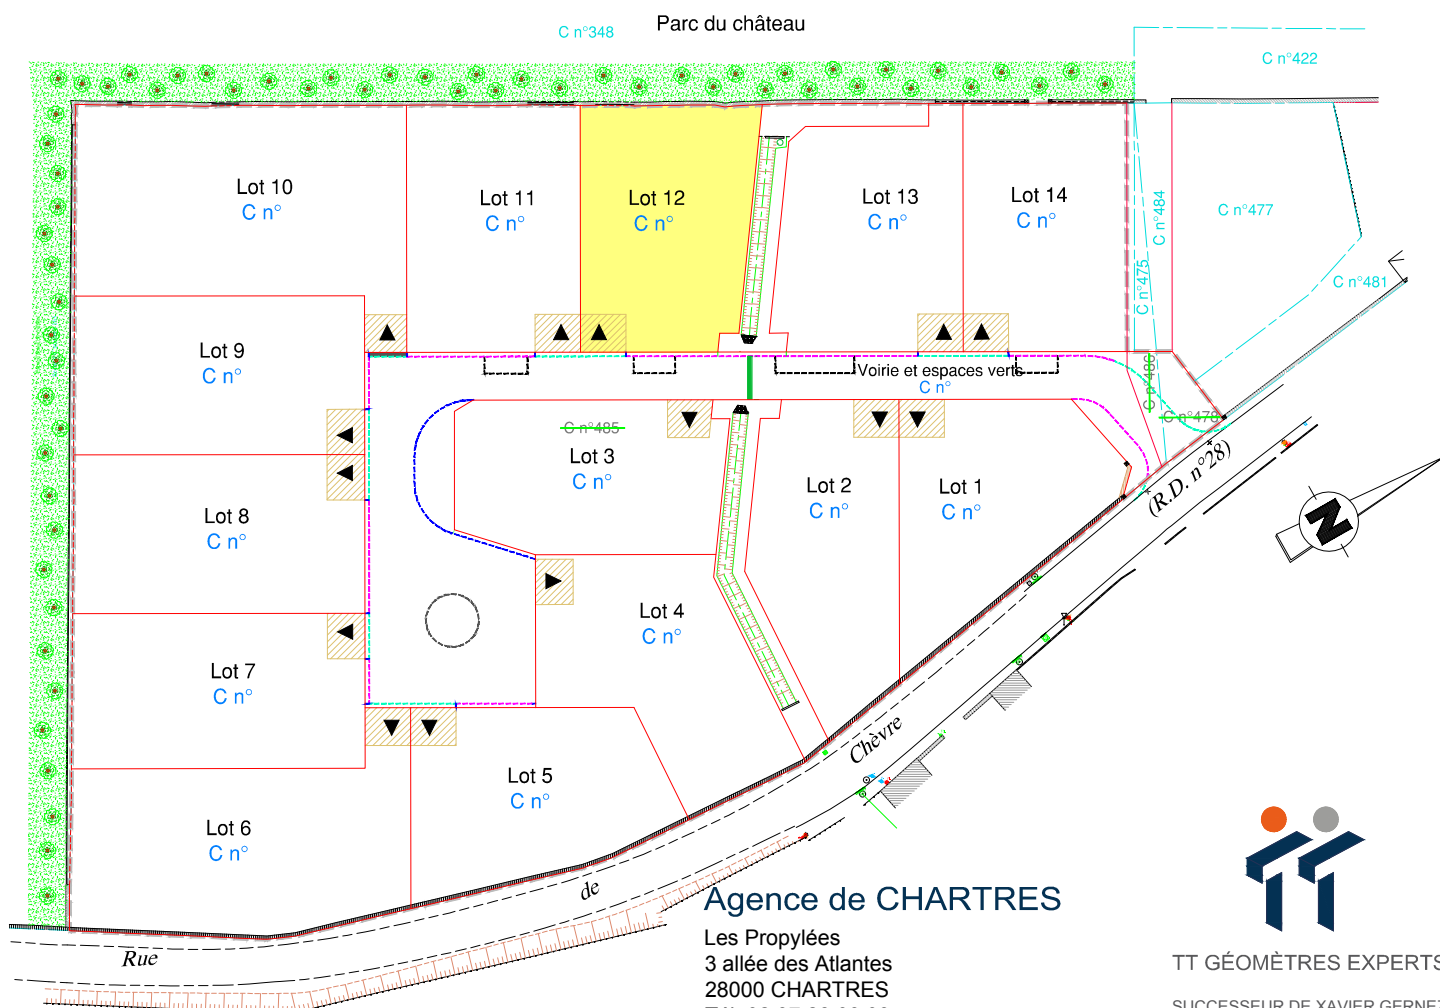 Parc du château
C n°348
C n°422
Lot 10
C n°
Lot 11
C n°
Lot 12
C n°
Lot 13
C n°
Lot 14
C n°
C n°484
C n°475
C n°477
C n°481
Lot 9
C n°
Voirie et espaces verts
C n°
C n°478
C n°485
Lot 3
C n°
Lot 2
C n°
Lot 1
C n°
(R.D. n°28)
N
Lot 8
C n°
Lot 4
C n°
Lot 7
C n°
Lot 5
C n°
Lot 6
C n°
Rue
de
Chèvre
Agence de CHARTRES
Les Propylées
3 allée des Atlantes
28000 CHARTRES
TT GÉOMÈTRES EXPERTS
SUCCESSEUR DE XAVIER